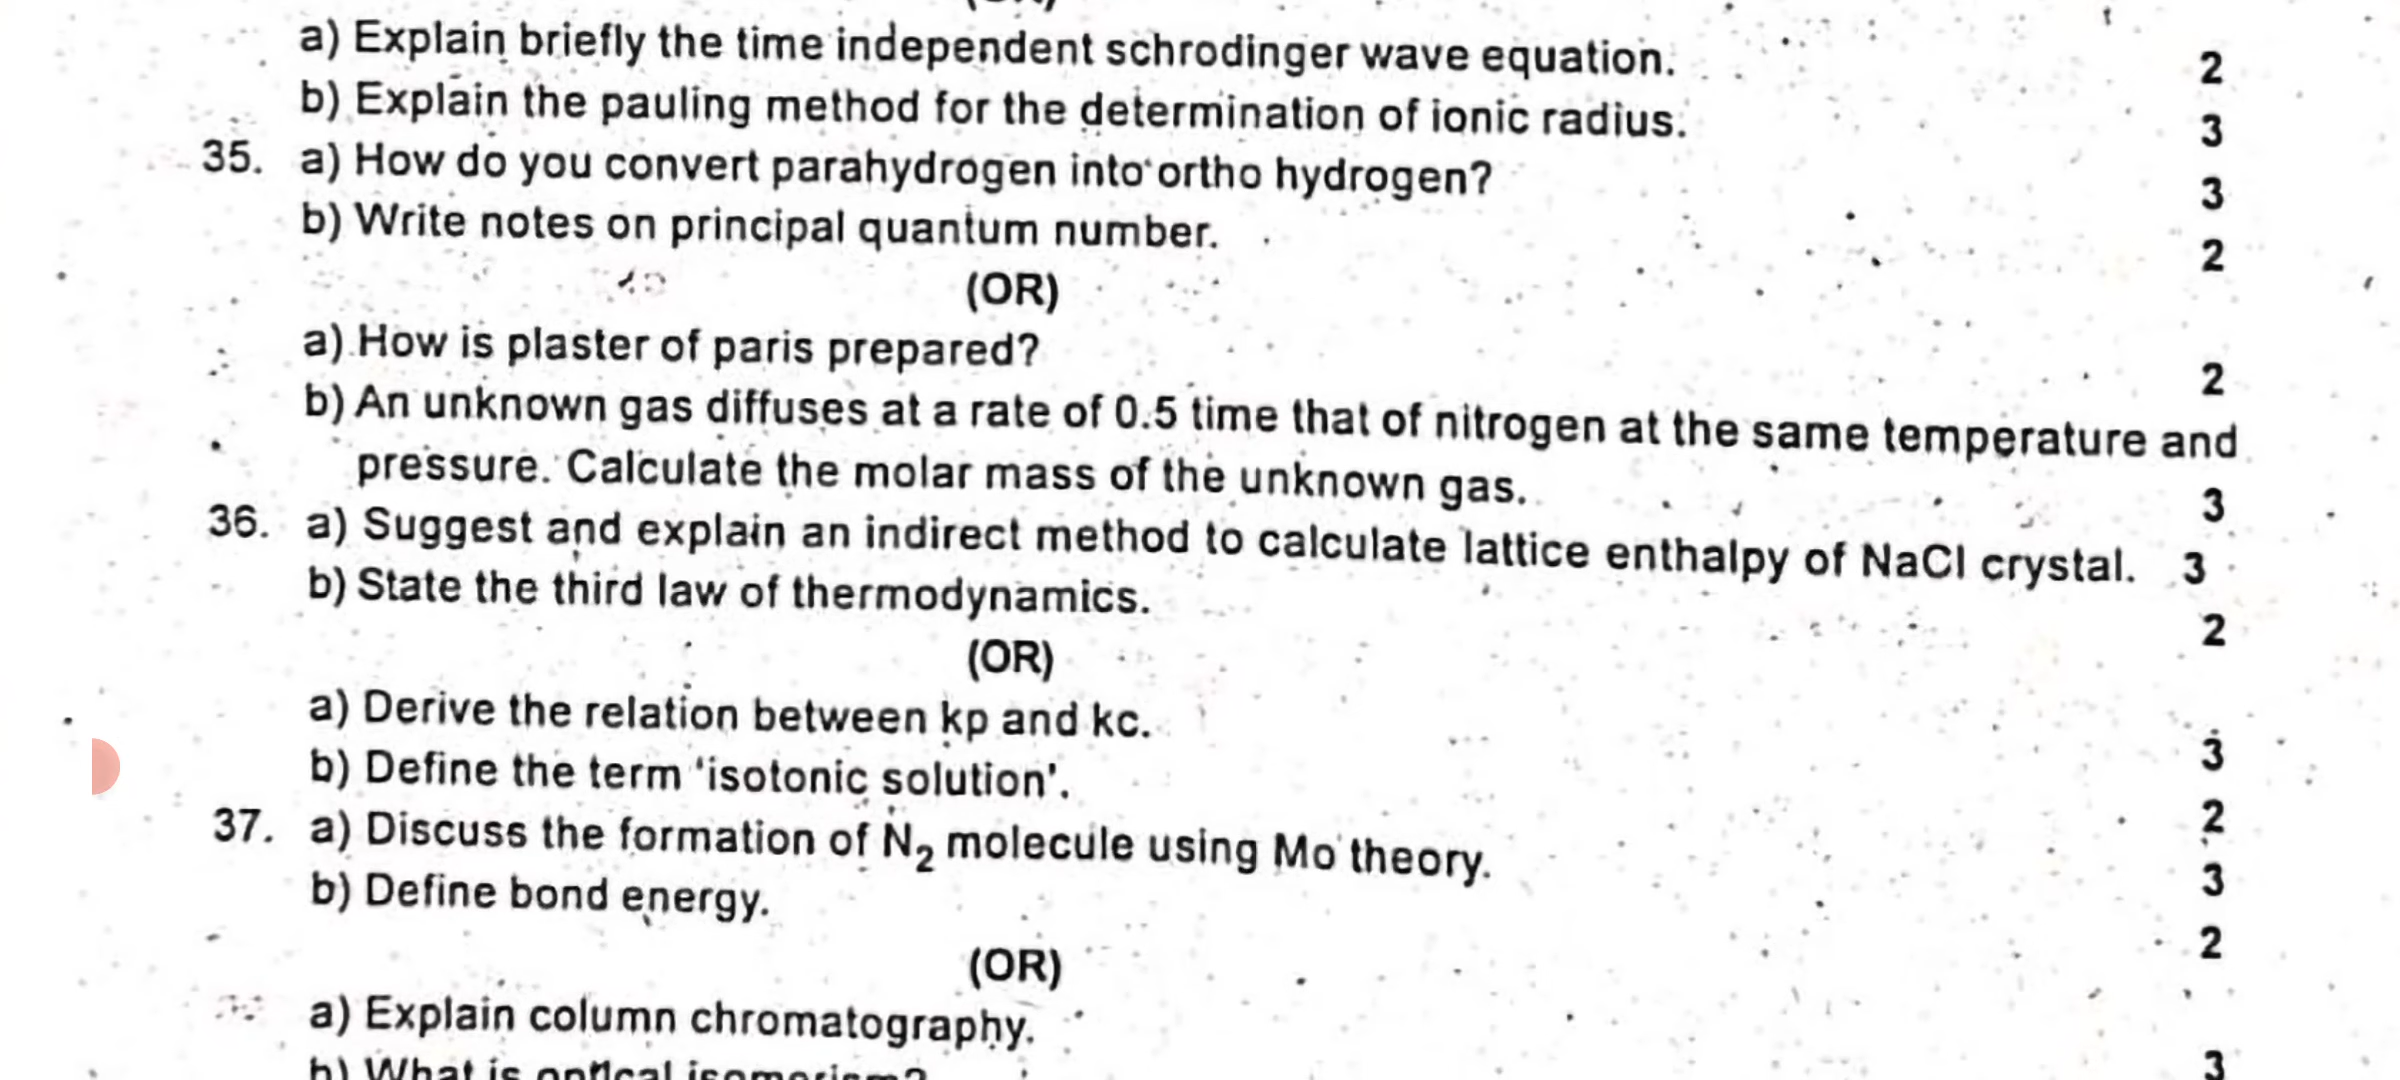 a) Explain briefly the time independent schrodinger wave equation. 2
b) Explain the pauling method for the determination of ionic radius. 3
35. a) How do you convert parahydrogen into ortho hydrogen? 3
b) Write notes on principal quantum number. 2
(OR)
a) How is plaster of paris prepared? 2
b) An unknown gas diffuses at a rate of 0.5 time that of nitrogen at the same temperature and
pressure. Calculate the molar mass of the unknown gas. 3
36. a) Suggest and explain an indirect method to calculate lattice enthalpy of NaCl crystal. 3
b) State the third law of thermodynamics. 2
(OR)
a) Derive the relation between kp and kc. 3
b) Define the term 'isotonic solution'. 2
37. a) Discuss the formation of N₂ molecule using Mo theory. 3
b) Define bond energy. 2
(OR)
a) Explain column chromatography. 3
b) What is optical isomerism?